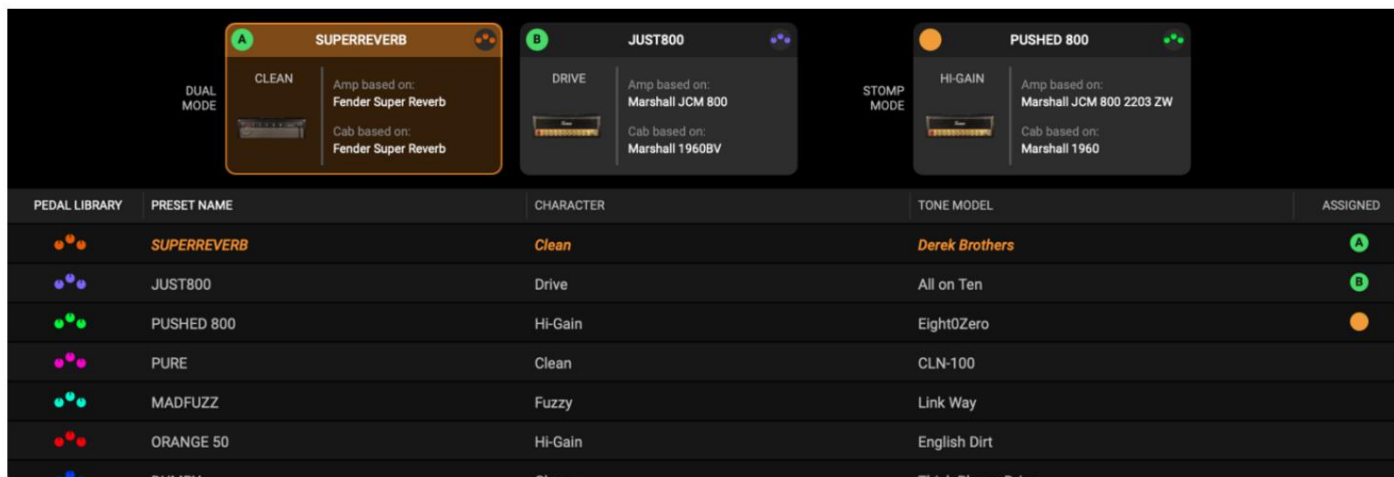 A SUPERREVERB
B JUST800
PUSHED 800
DUAL
MODE
CLEAN
Amp based on:
Fender Super Reverb
Cab based on:
Fender Super Reverb
DRIVE
Amp based on:
Marshall JCM 800
Cab based on:
Marshall 1960BV
STOMP
MODE
HI-GAIN
Amp based on:
Marshall JCM 800 2203 ZW
Cab based on:
Marshall 1960
PEDAL LIBRARY PRESET NAME CHARACTER TONE MODEL ASSIGNED
SUPERREVERB Clean Derek Brothers A
JUST800 Drive All on Ten B
PUSHED 800 Hi-Gain Eight0Zero
PURE Clean CLN-100
MADFUZZ Fuzzy Link Way
ORANGE 50 Hi-Gain English Dirt